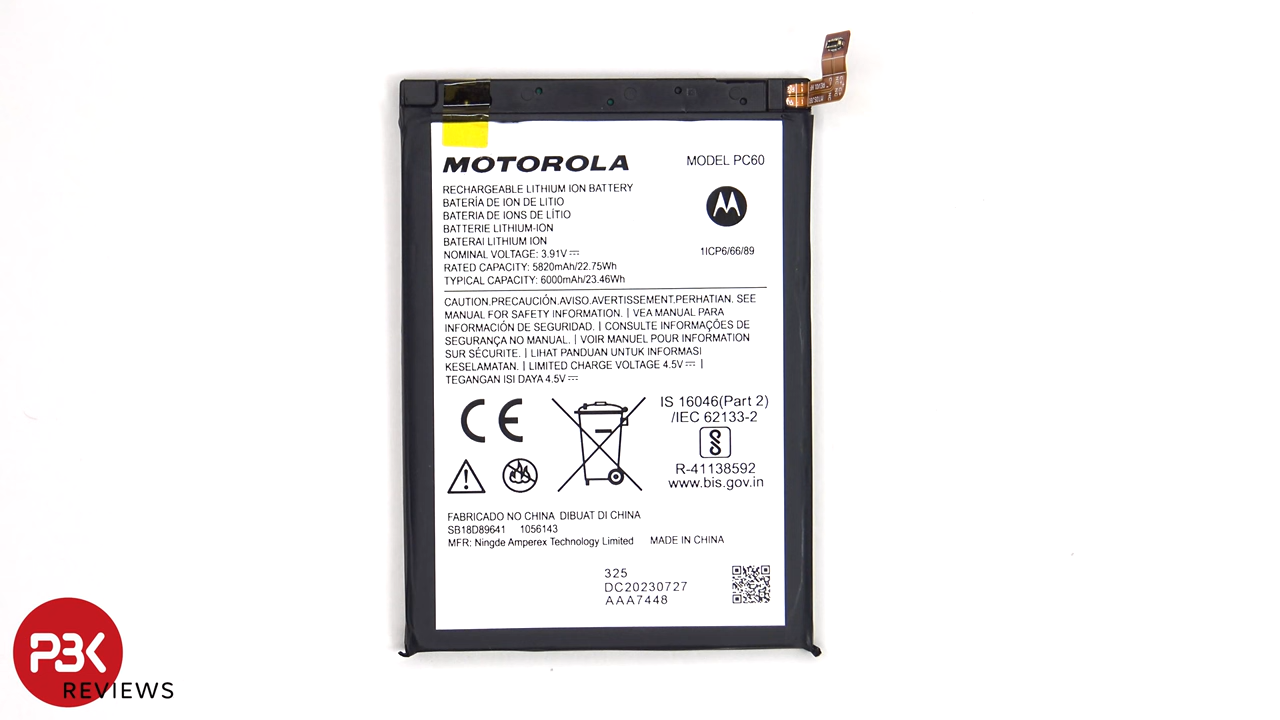 MOTOROLA
MODEL PC60
RECHARGEABLE LITHIUM ION BATTERY
BATERÍA DE ION DE LITIO
BATERIA DE IONS DE LÍTIO
BATTERIE LITHIUM-ION
BATERAI LITHIUM ION
NOMINAL VOLTAGE: 3.91V
1ICP6/66/89
RATED CAPACITY: 5820mAh/22.75Wh
TYPICAL CAPACITY: 6000mAh/23.46Wh
CAUTION.PRECAUCIÓN.AVISO.AVERTISSEMENT.PERHATIAN. SEE
MANUAL FOR SAFETY INFORMATION. | VEA MANUAL PARA
INFORMACIÓN DE SEGURIDAD. | CONSULTE INFORMAÇÕES DE
SEGURANÇA NO MANUAL. | VOIR MANUEL POUR INFORMATION
SUR SÉCURITE. | LIHAT PANDUAN UNTUK INFORMASI
KESELAMATAN. | LIMITED CHARGE VOLTAGE 4.5V |
TEGANGAN ISI DAYA 4.5V
CE
IS 16046(Part 2)
/IEC 62133-2
R-41138592
www.bis.gov.in
FABRICADO NO CHINA DIBUAT DI CHINA
SB18D89641 1056143
MFR: Ningde Amperex Technology Limited MADE IN CHINA
325
DC20230727
AAA7448
PBK
REVIEWS